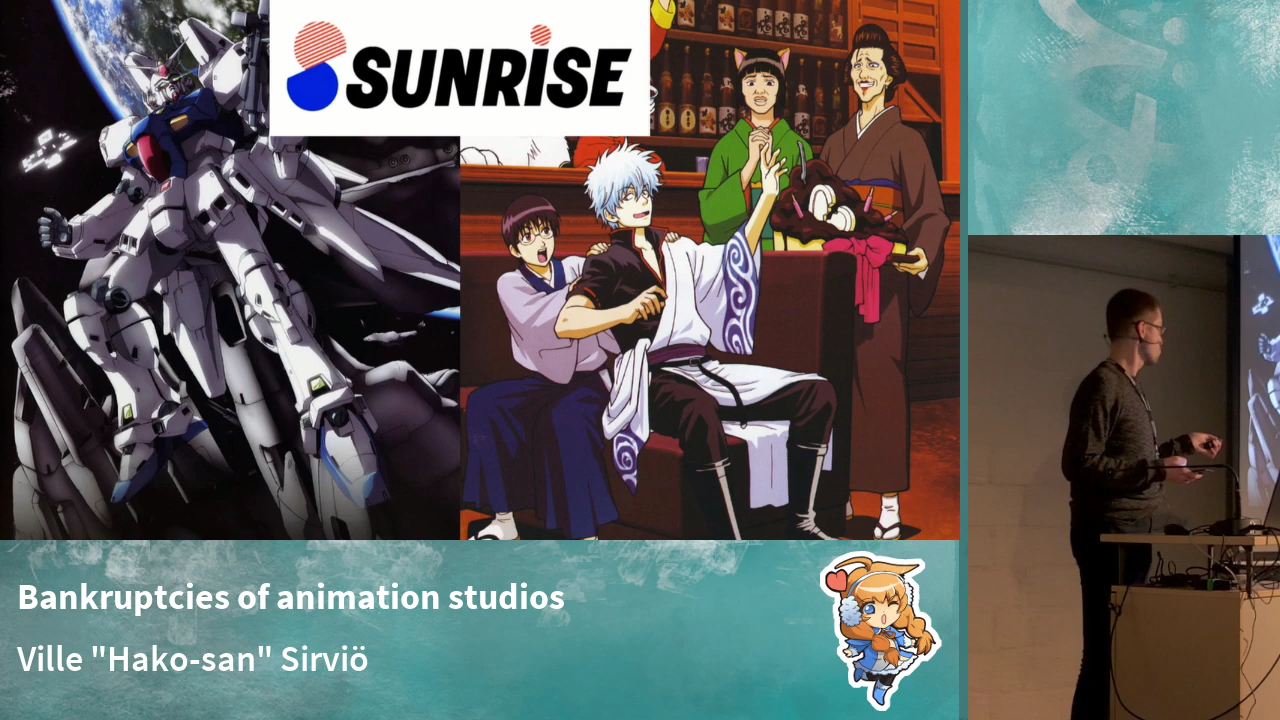 SUNRISE
Bankruptcies of animation studios
Ville "Hako-san" Sirviö